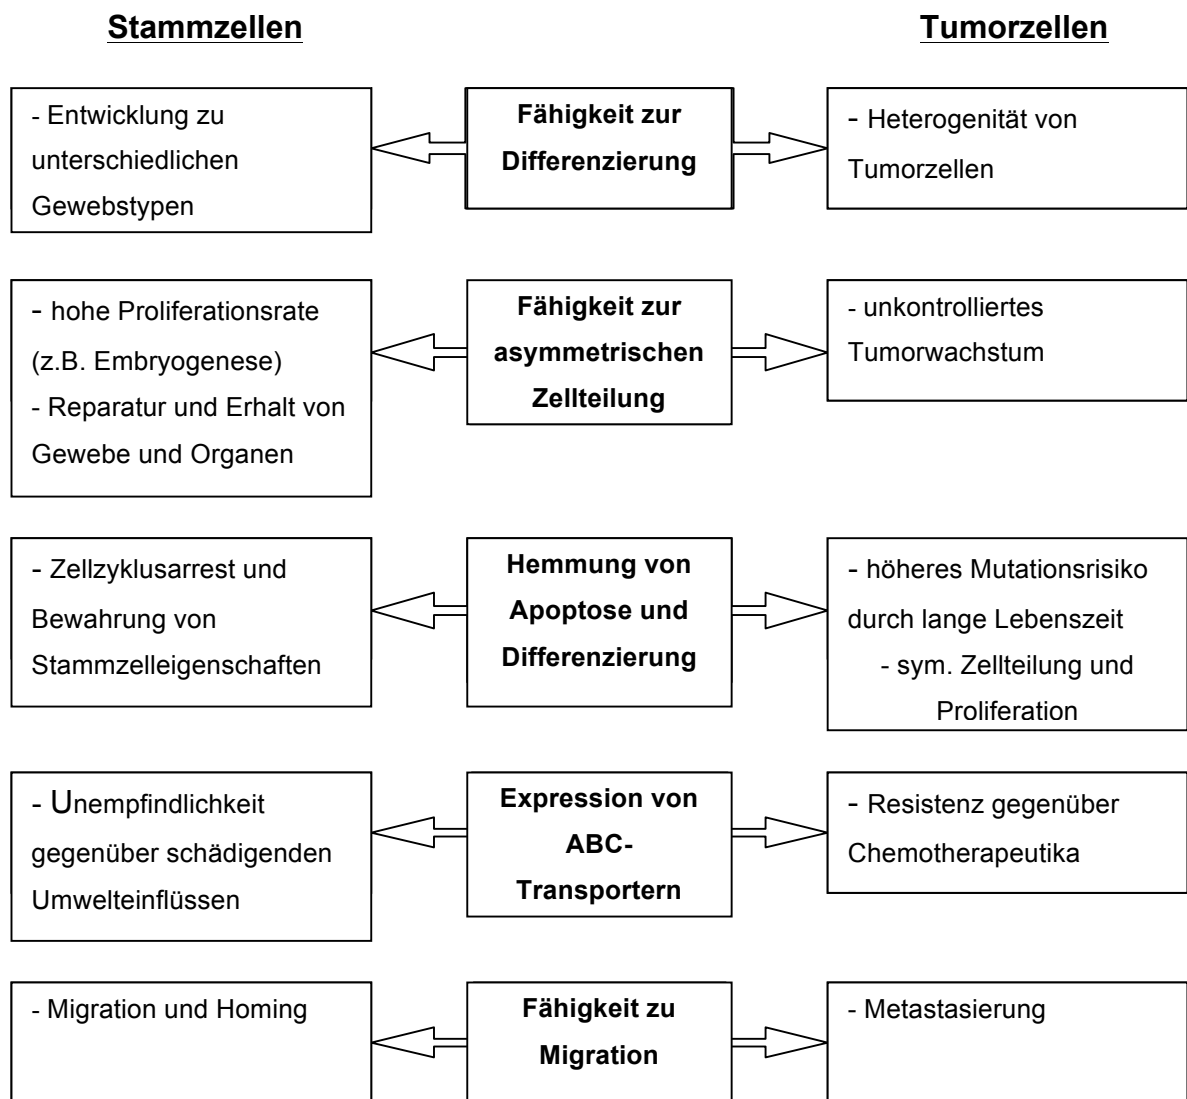 Stammzellen
Tumorzellen
- Entwicklung zu
unterschiedlichen
Gewebstypen
Fähigkeit zur
Differenzierung
- Heterogenität von
Tumorzellen
- hohe Proliferationsrate
(z.B. Embryogenese)
- Reparatur und Erhalt von
Gewebe und Organen
Fähigkeit zur
asymmetrischen
Zellteilung
- unkontrolliertes
Tumorwachstum
- Zellzyklusarrest und
Bewahrung von
Stammzelleigenschaften
Hemmung von
Apoptose und
Differenzierung
- höheres Mutationsrisiko
durch lange Lebenszeit
- sym. Zellteilung und
Proliferation
- Unempfindlichkeit
gegenüber schädigenden
Umwelteinflüssen
Expression von
ABC-
Transportern
- Resistenz gegenüber
Chemotherapeutika
- Migration und Homing
Fähigkeit zu
Migration
- Metastasierung